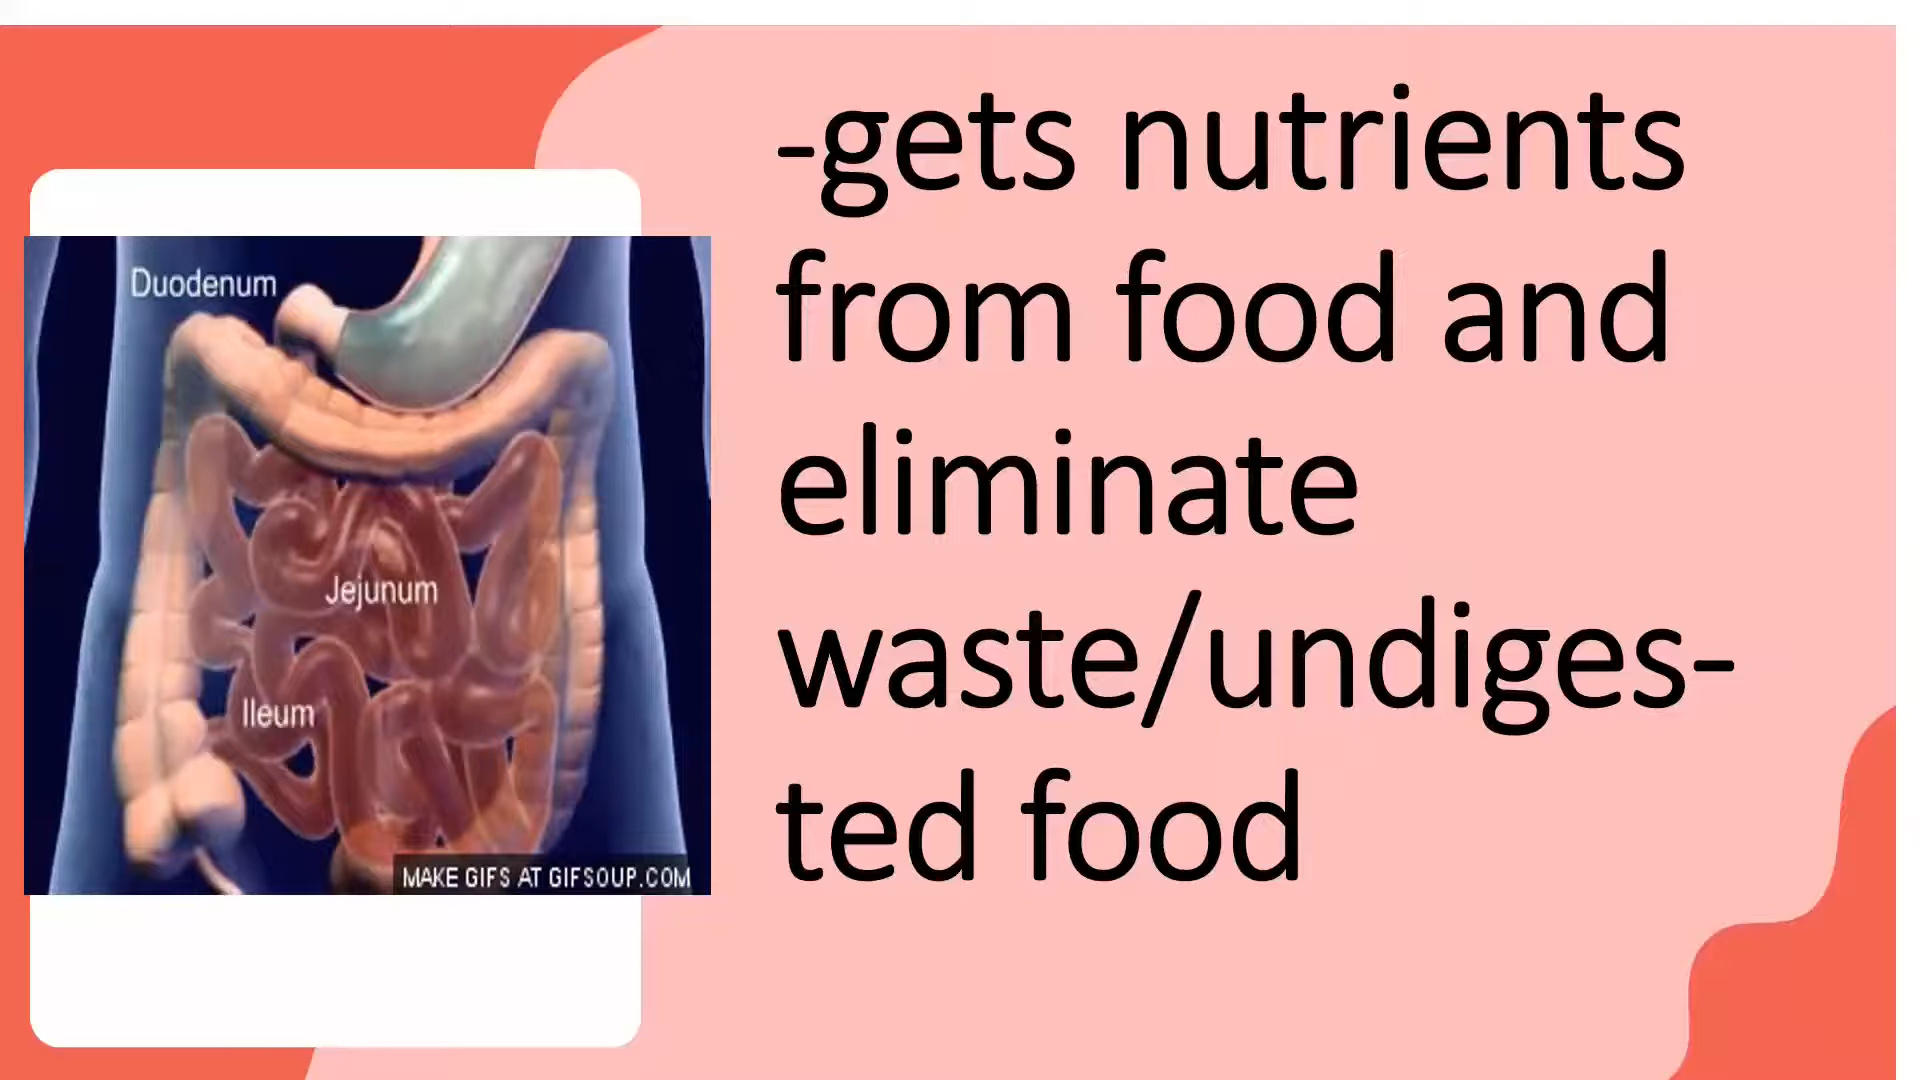 Duodenum
Jejunum
Ileum
MAKE GIFS AT GIFSOUP.COM
-gets nutrients
from food and
eliminate
waste/undiges-
ted food